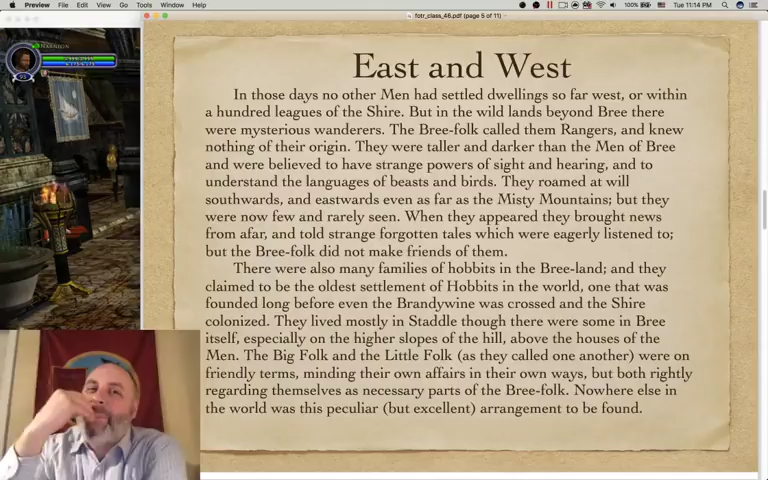 Preview File Edit View Go Tools Window Help
100% Tue 11:14 PM
fotr_class_46.pdf (page 5 of 11)
East and West
In those days no other Men had settled dwellings so far west, or within
a hundred leagues of the Shire. But in the wild lands beyond Bree there
were mysterious wanderers. The Bree-folk called them Rangers, and knew
nothing of their origin. They were taller and darker than the Men of Bree
and were believed to have strange powers of sight and hearing, and to
understand the languages of beasts and birds. They roamed at will
southwards, and eastwards even as far as the Misty Mountains; but they
were now few and rarely seen. When they appeared they brought news
from afar, and told strange forgotten tales which were eagerly listened to;
but the Bree-folk did not make friends of them.
There were also many families of hobbits in the Bree-land; and they
claimed to be the oldest settlement of Hobbits in the world, one that was
founded long before even the Brandywine was crossed and the Shire
colonized. They lived mostly in Staddle though there were some in Bree
itself, especially on the higher slopes of the hill, above the houses of the
Men. The Big Folk and the Little Folk (as they called one another) were on
friendly terms, minding their own affairs in their own ways, but both rightly
regarding themselves as necessary parts of the Bree-folk. Nowhere else in
the world was this peculiar (but excellent) arrangement to be found.